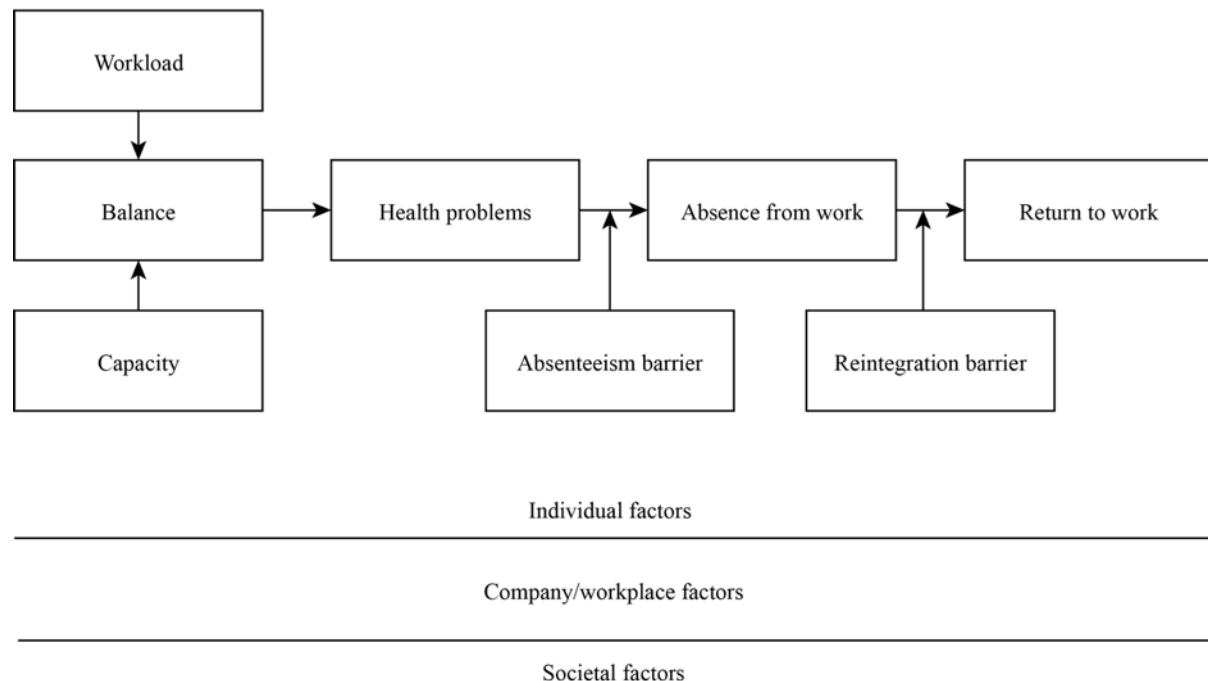 Workload
Balance
Health problems
Absence from work
Return to work
Capacity
Absenteeism barrier
Reintegration barrier
Individual factors
Company/workplace factors
Societal factors